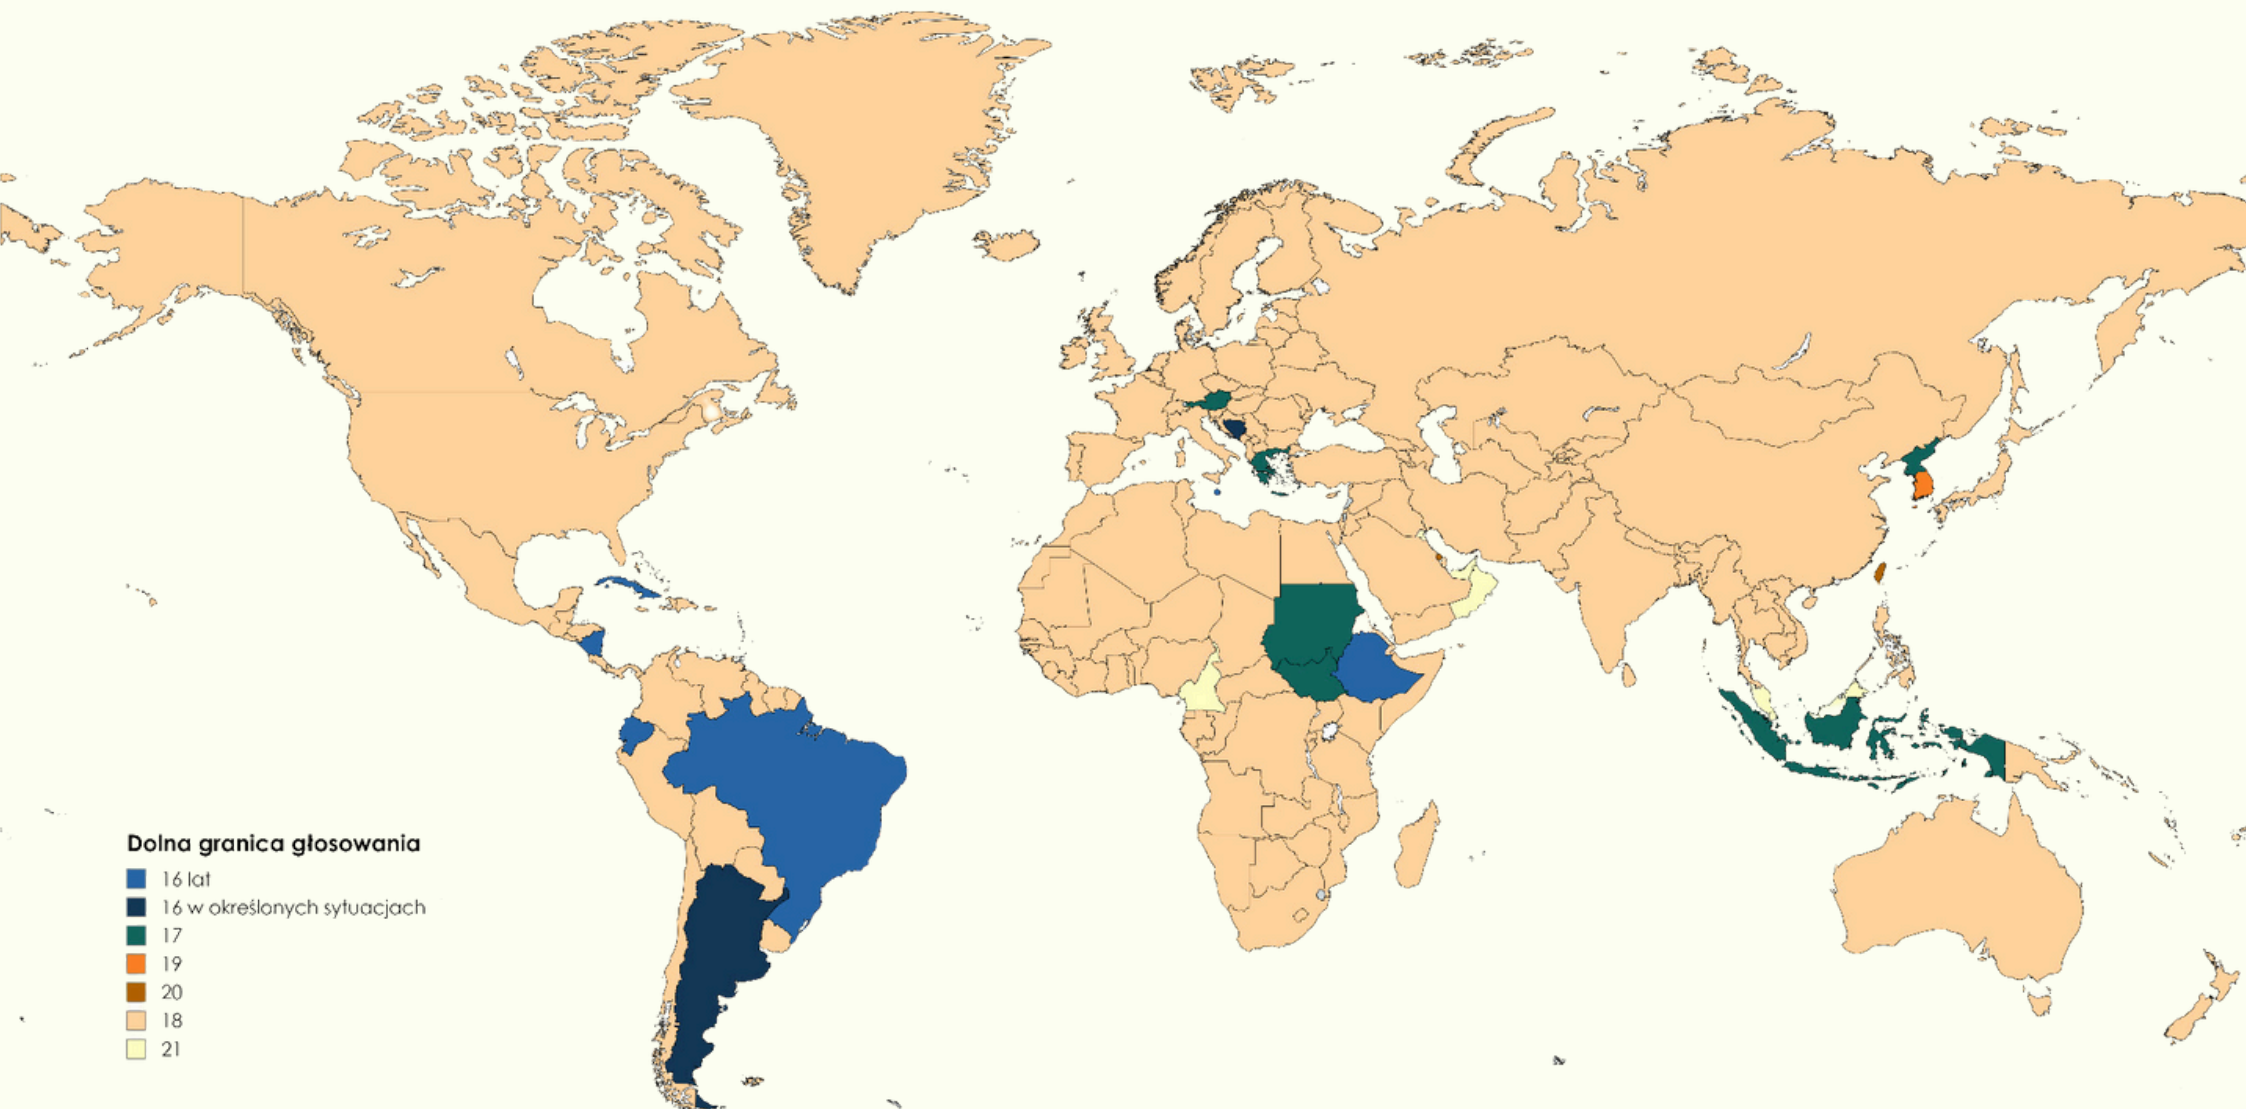 Dolna granica głosowania
16 lat
16 w określonych sytuacjach
17
19
20
18
21